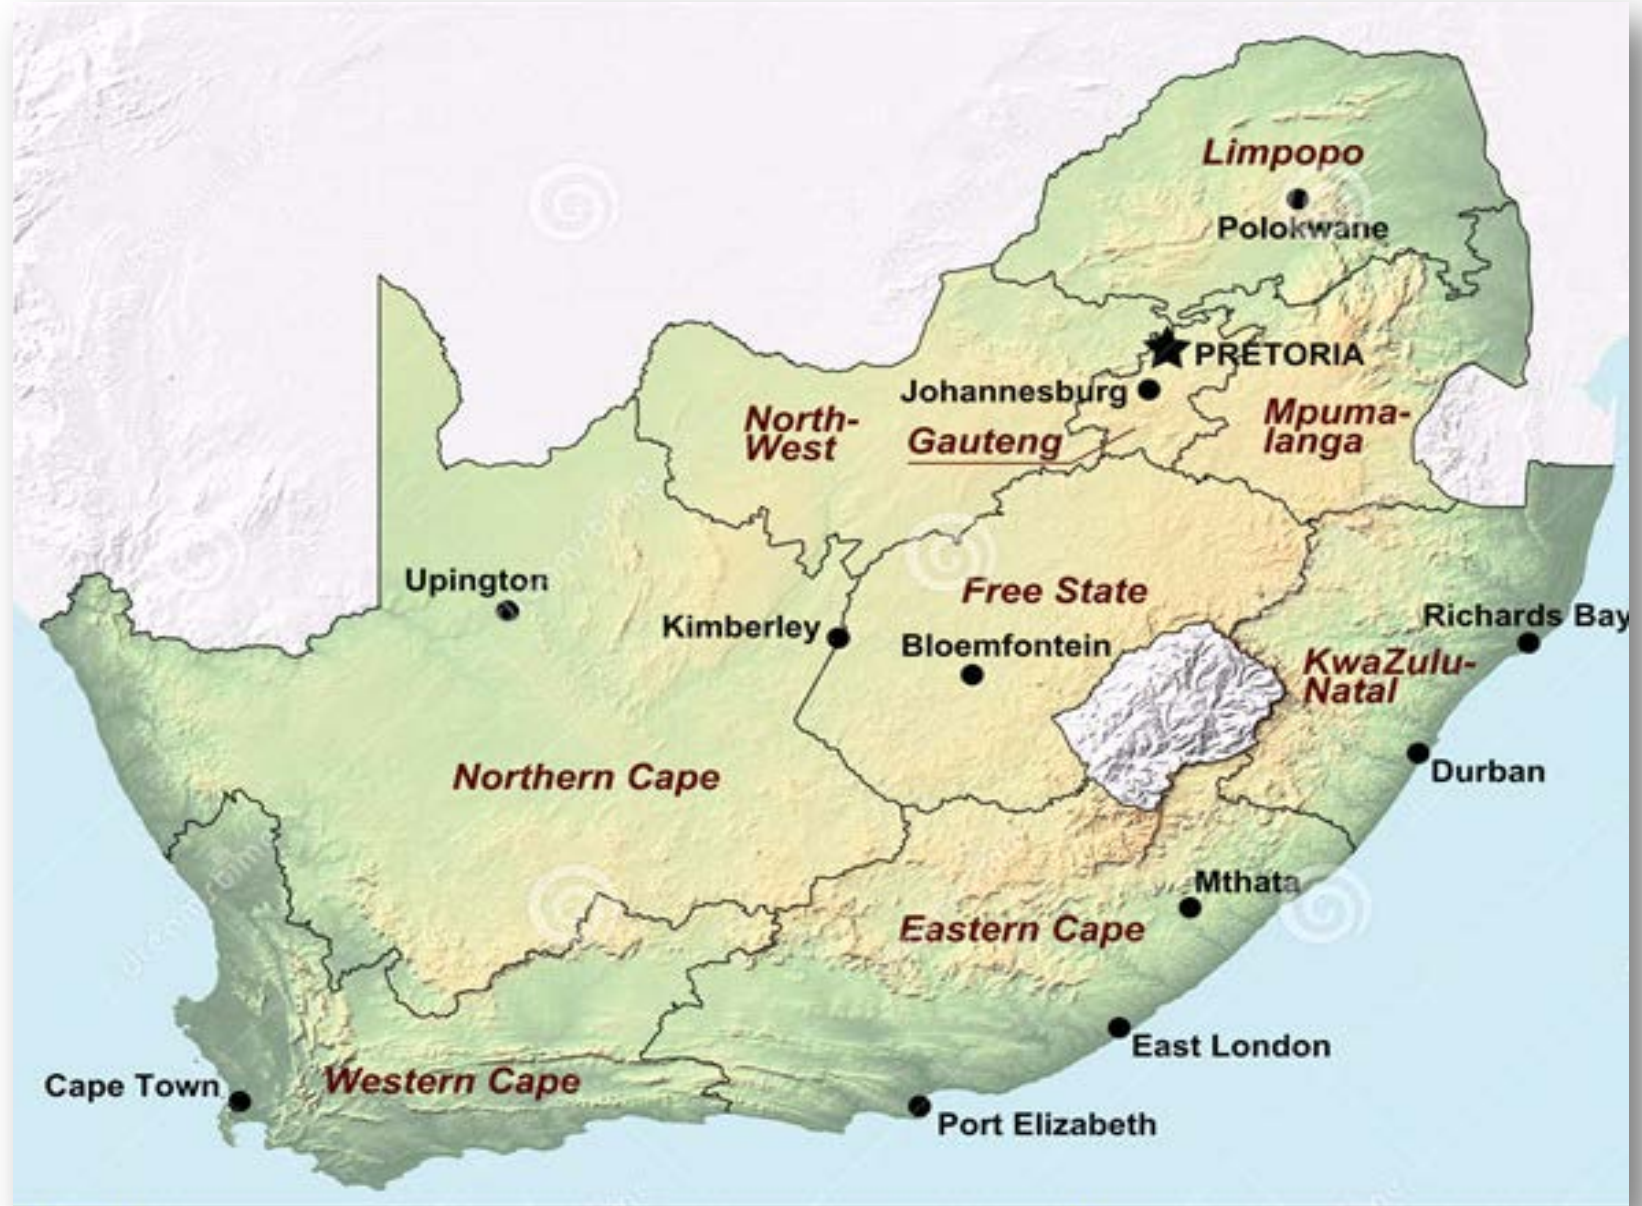 Limpopo
Polokwane
PRETORIA
Johannesburg
North-
West
Gauteng
Mpuma-
langa
Upington
Kimberley
Free State
Bloemfontein
Richards Bay
KwaZulu-
Natal
Durban
Northern Cape
Mthata
Eastern Cape
East London
Cape Town
Western Cape
Port Elizabeth